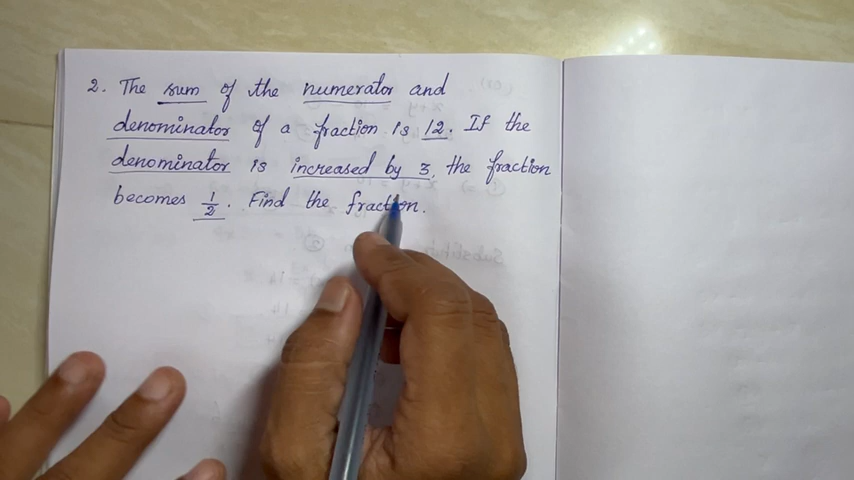 2. The sum of the numerator and
denominator of a fraction is 12. If the
denominator is increased by 3, the fraction
becomes 1/2. Find the fraction.